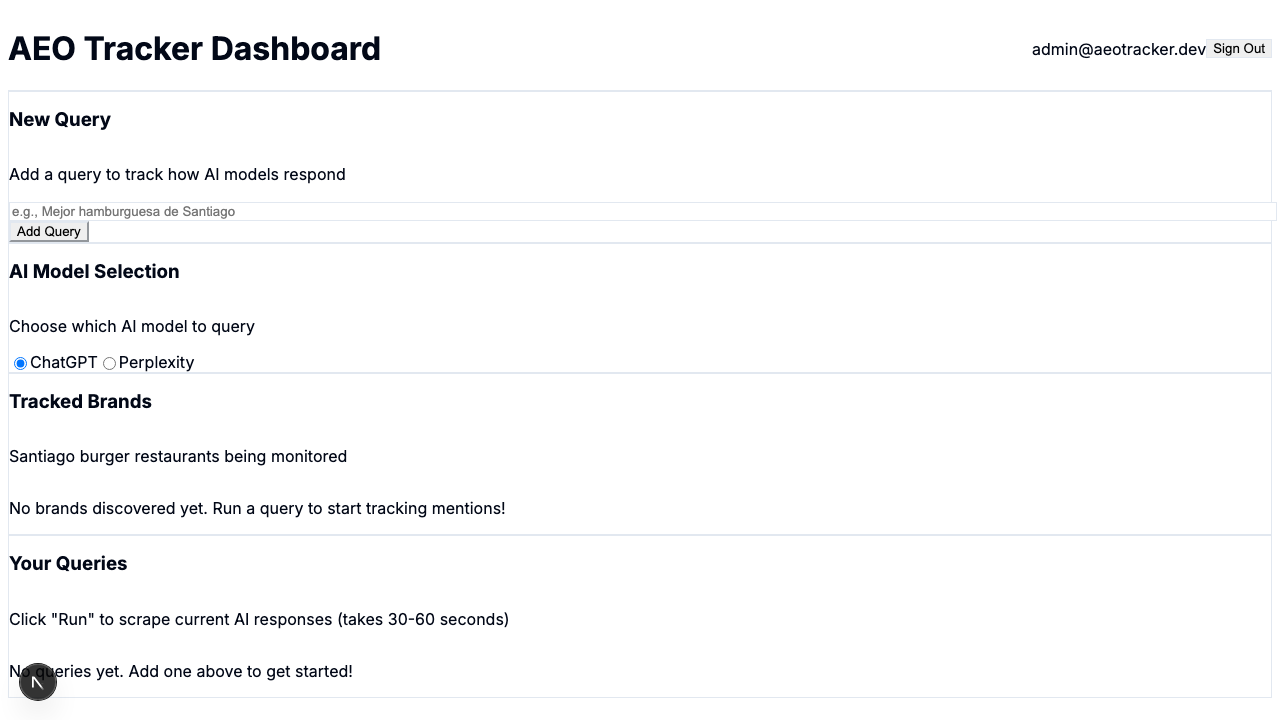 AEO Tracker Dashboard
admin@aeotracker.dev
Sign Out
New Query
Add a query to track how AI models respond
e.g., Mejor hamburguesa de Santiago
Add Query
AI Model Selection
Choose which AI model to query
ChatGPT Perplexity
Tracked Brands
Santiago burger restaurants being monitored
No brands discovered yet. Run a query to start tracking mentions!
Your Queries
Click "Run" to scrape current AI responses (takes 30-60 seconds)
No queries yet. Add one above to get started!
N